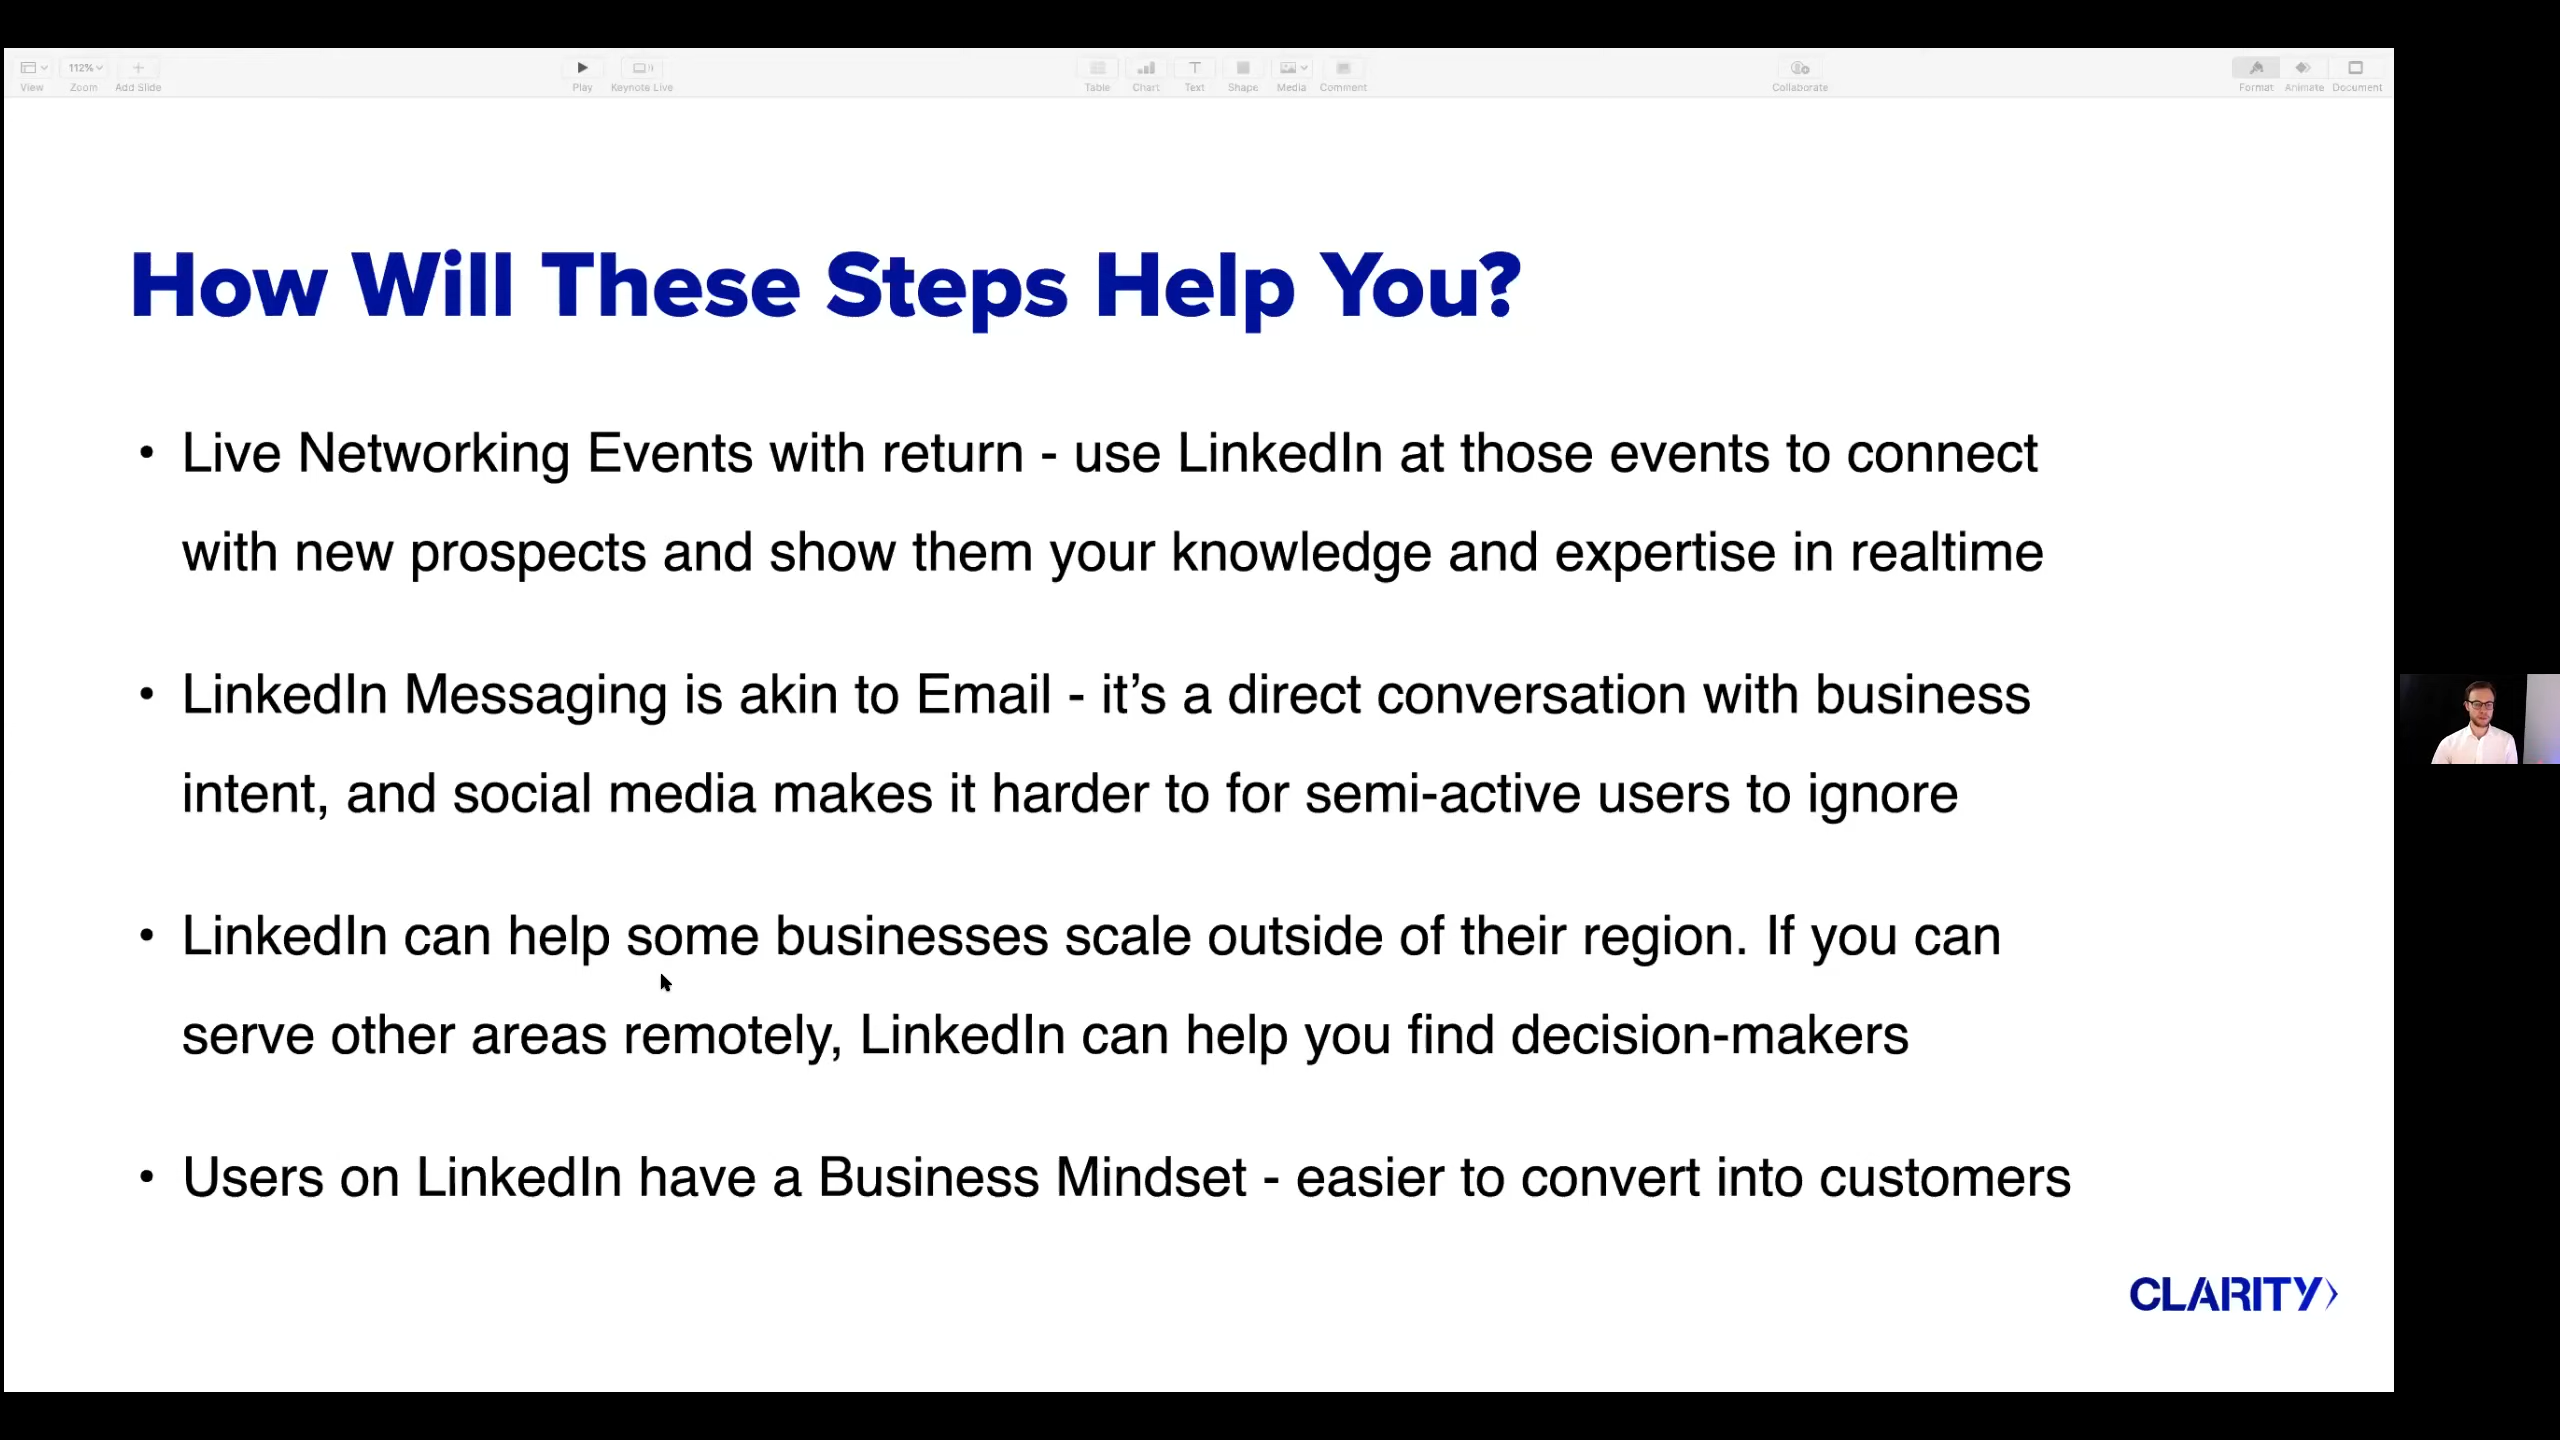 112%
View
Zoom
Add Slide
Play
Keynote Live
Table
Chart
Text
Shape
Media
Comment
Collaborate
Format
Animate
Document
How Will These Steps Help You?
• Live Networking Events with return - use LinkedIn at those events to connect
with new prospects and show them your knowledge and expertise in realtime
• LinkedIn Messaging is akin to Email - it’s a direct conversation with business
intent, and social media makes it harder to for semi-active users to ignore
• LinkedIn can help some businesses scale outside of their region. If you can
serve other areas remotely, LinkedIn can help you find decision-makers
• Users on LinkedIn have a Business Mindset - easier to convert into customers
CLARITY